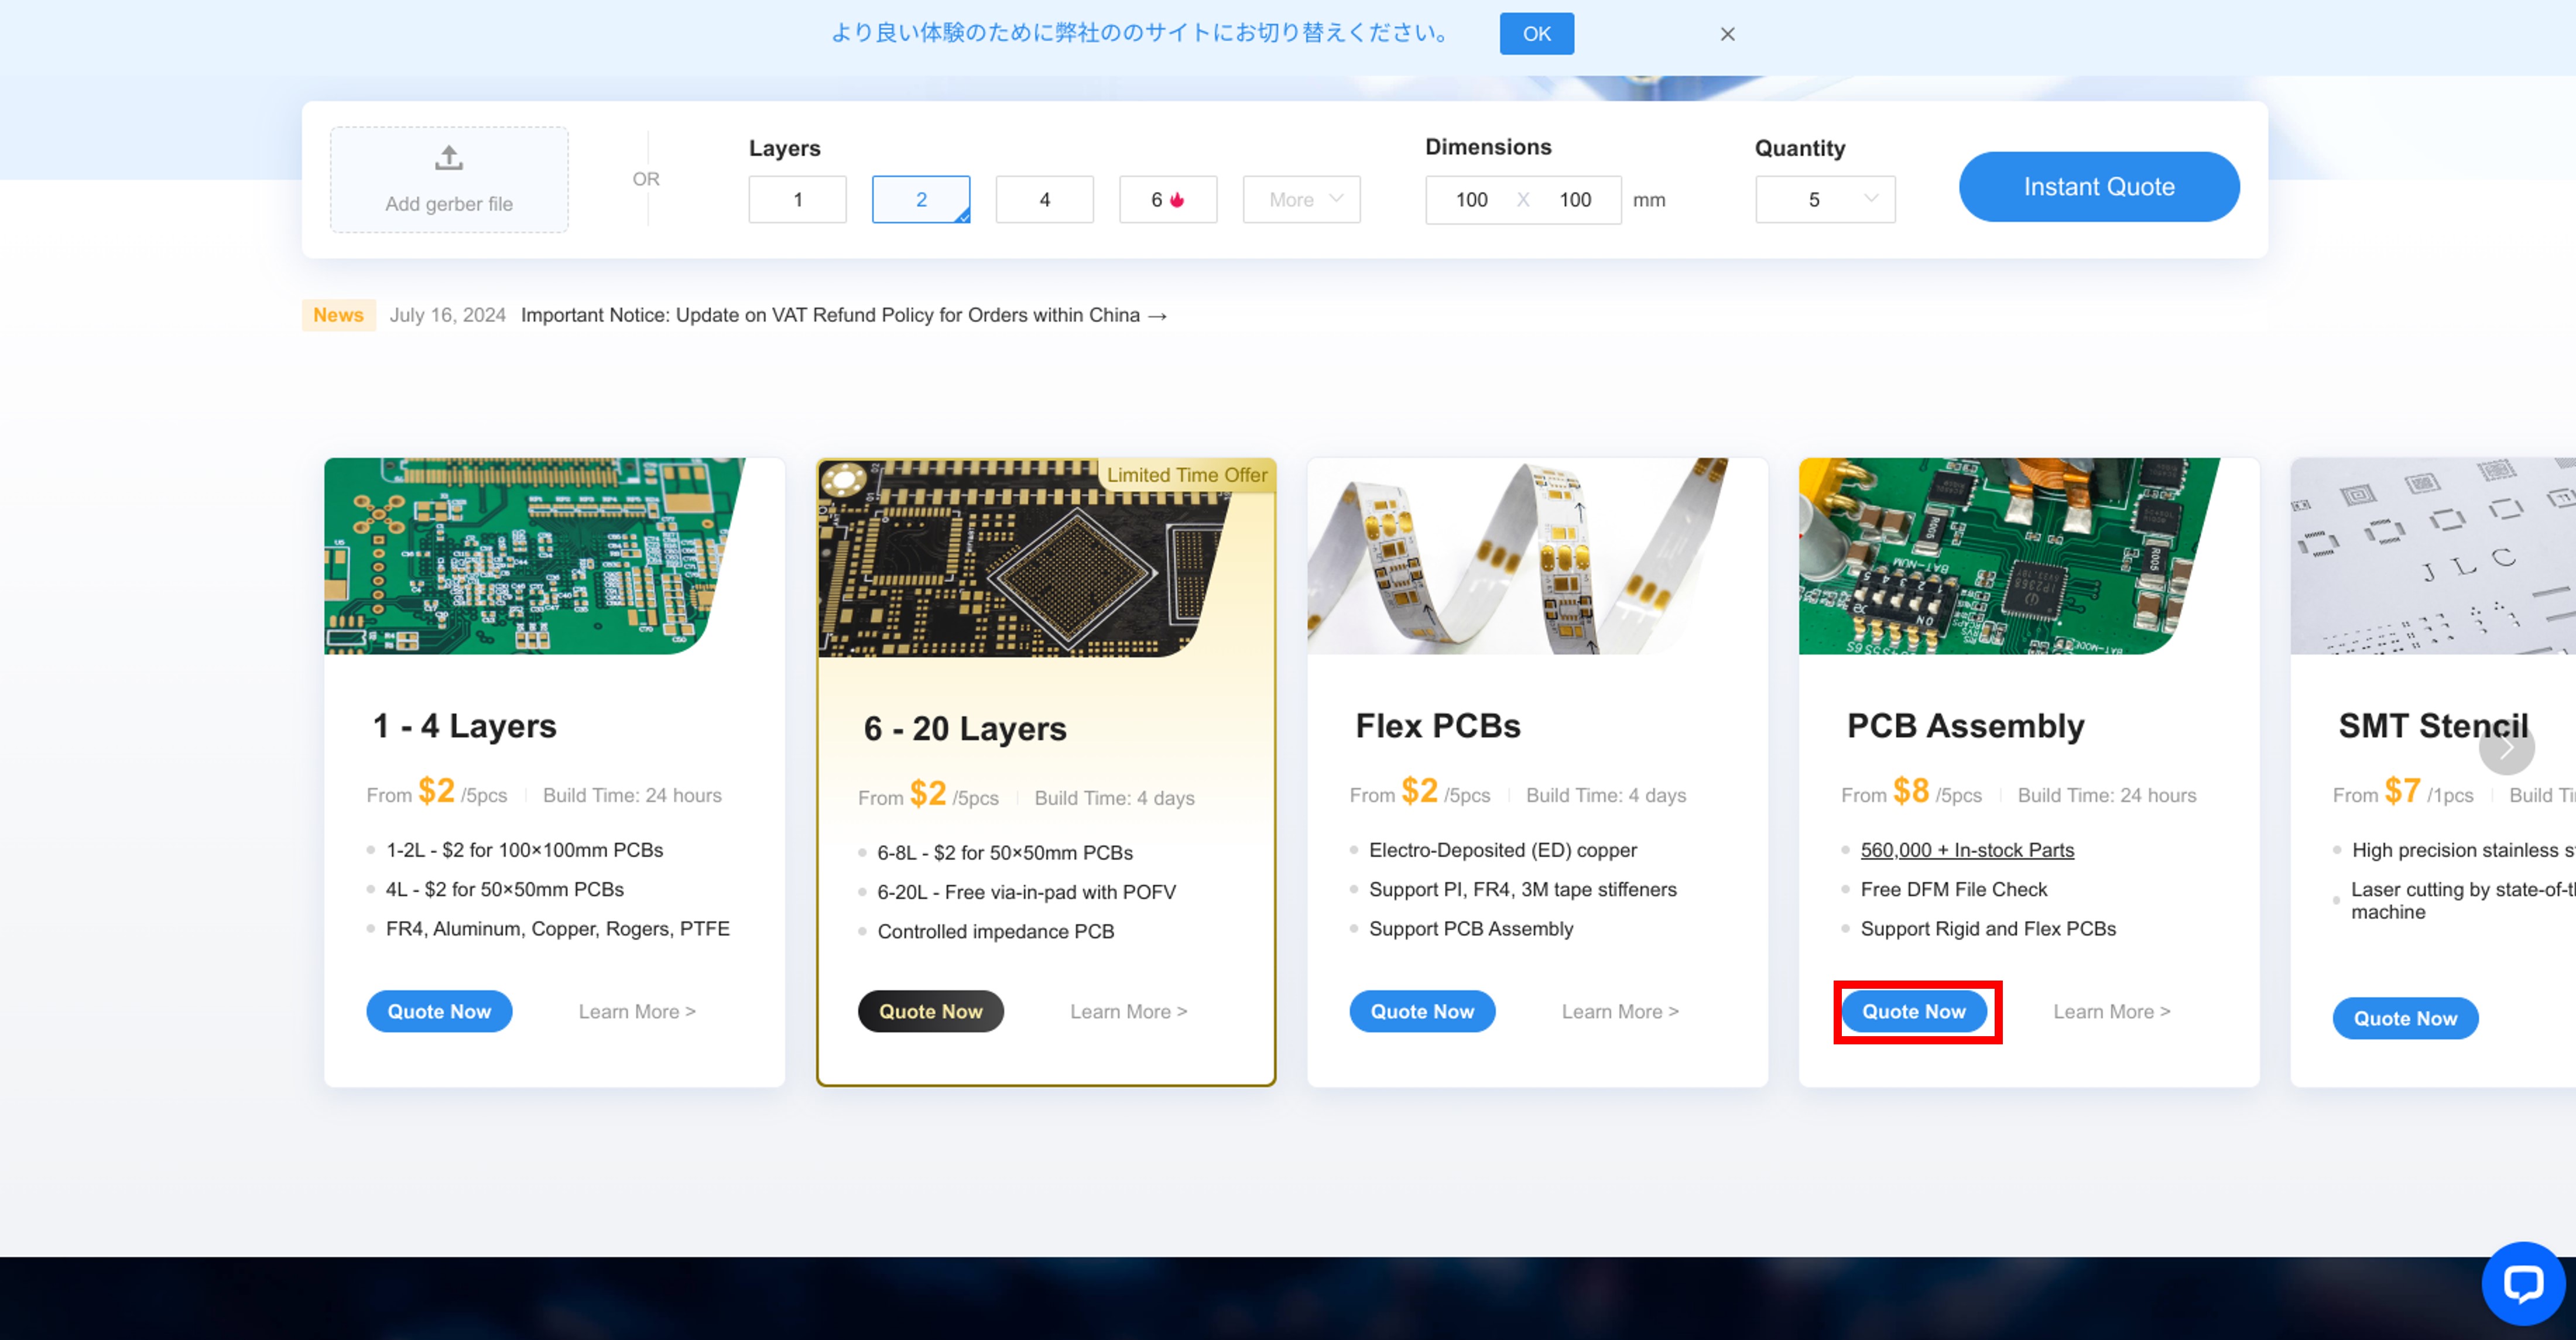 より良い体験のために弊社ののサイトにお切り替えください。 OK ×
Add gerber file
OR
Layers
1 2 4 6 More
Dimensions
100 X 100 mm
Quantity
5
Instant Quote
News July 16, 2024 Important Notice: Update on VAT Refund Policy for Orders within China →
1 - 4 Layers
From $2 /5pcs Build Time: 24 hours
1-2L - $2 for 100×100mm PCBs
4L - $2 for 50×50mm PCBs
FR4, Aluminum, Copper, Rogers, PTFE
Quote Now Learn More >
Limited Time Offer
6 - 20 Layers
From $2 /5pcs Build Time: 4 days
6-8L - $2 for 50×50mm PCBs
6-20L - Free via-in-pad with POFV
Controlled impedance PCB
Quote Now Learn More >
Flex PCBs
From $2 /5pcs Build Time: 4 days
Electro-Deposited (ED) copper
Support PI, FR4, 3M tape stiffeners
Support PCB Assembly
Quote Now Learn More >
PCB Assembly
From $8 /5pcs Build Time: 24 hours
560,000 + In-stock Parts
Free DFM File Check
Support Rigid and Flex PCBs
Quote Now Learn More >
J L C
SMT Stencil
From $7 /1pcs Build
High precision stainless
Laser cutting by
machine
Quote Now